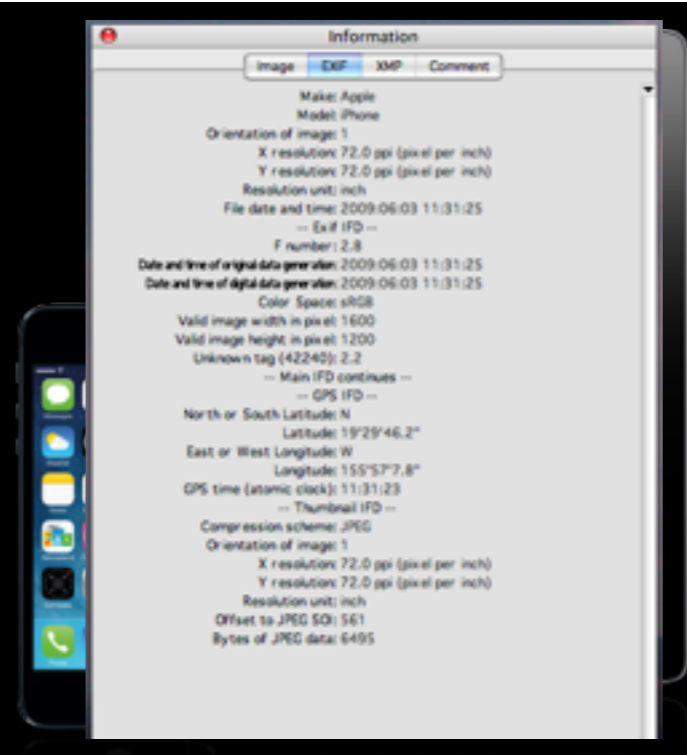 Information
Image EXIF XMP Comment
Make: Apple
Model: iPhone
Orientation of image: 1
X resolution: 72.0 ppi (pixel per inch)
Y resolution: 72.0 ppi (pixel per inch)
Resolution unit: inch
File date and time: 2009:06:03 11:31:25
-- Exif IFD --
F number: 2.8
Date and time of original data generation: 2009:06:03 11:31:25
Date and time of digital data generation: 2009:06:03 11:31:25
Color Space: sRGB
Valid image width in pixel: 1600
Valid image height in pixel: 1200
Unknown tag (42240): 2.2
-- Main IFD continues --
-- GPS IFD --
North or South Latitude: N
Latitude: 19°29'46.2"
East or West Longitude: W
Longitude: 155°57'7.8"
GPS time (atomic clock): 11:31:23
-- Thumbnail IFD --
Compression scheme: JPEG
Orientation of image: 1
X resolution: 72.0 ppi (pixel per inch)
Y resolution: 72.0 ppi (pixel per inch)
Resolution unit: inch
Offset to JPEG SOI: 561
Bytes of JPEG data: 6495